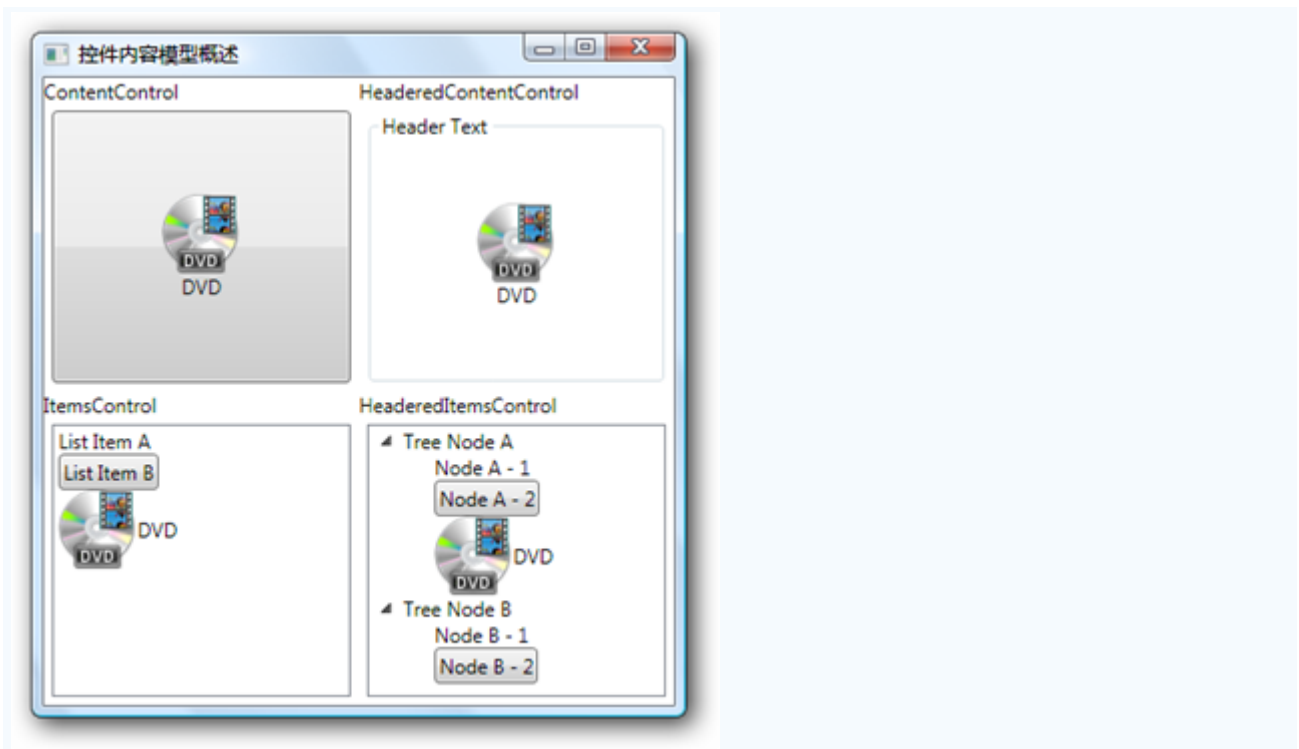 控件内容模型概述
ContentControl
HeaderedContentControl
Header Text
DVD
DVD
DVD
DVD
ItemsControl
HeaderedItemsControl
List Item A
List Item B
DVD
DVD
Tree Node A
Node A - 1
Node A - 2
DVD
DVD
Tree Node B
Node B - 1
Node B - 2